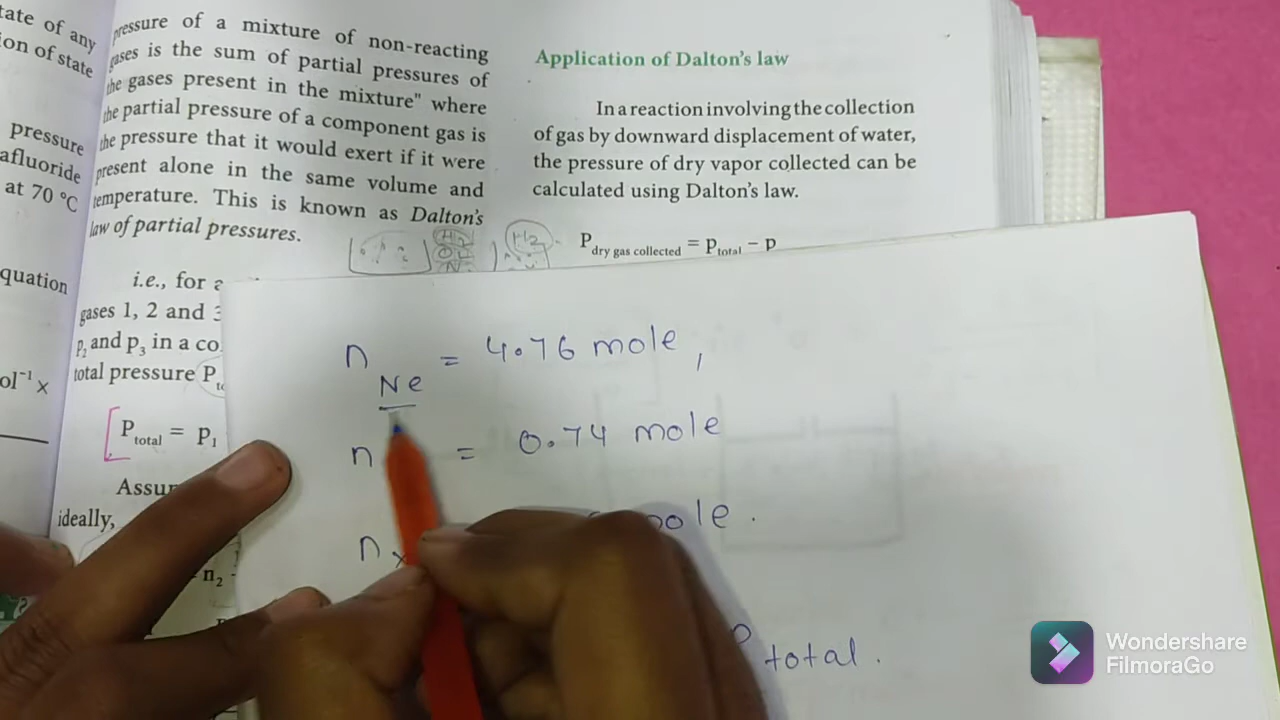 tate of any
ion of state
pressure
afluoride
at 70 °C
equation
ol⁻¹ x
pressure of a mixture of non-reacting
gases is the sum of partial pressures of
the gases present in the mixture" where
the partial pressure of a component gas is
the pressure that it would exert if it were
present alone in the same volume and
temperature. This is known as Dalton's
law of partial pressures.
i.e., for a
gases 1, 2 and 3
p₂ and p₃ in a co
total pressure P
P total = p₁
Assu
ideally,
n₂ -
Application of Dalton's law
In a reaction involving the collection
of gas by downward displacement of water,
the pressure of dry vapor collected can be
calculated using Dalton's law.
P dry gas collected = p total − p
H2
n Ne = 4.76 mole,
n = 0.74 mole
n x mole.
P total.
Wondershare
FilmoraGo